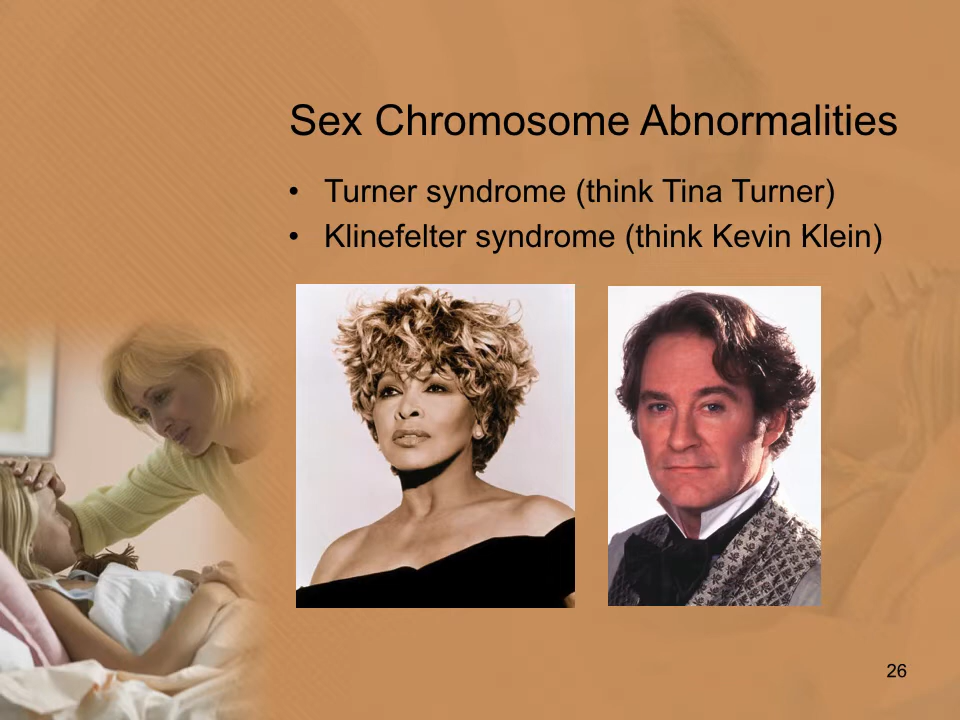 Sex Chromosome Abnormalities
• Turner syndrome (think Tina Turner)
• Klinefelter syndrome (think Kevin Klein)
26